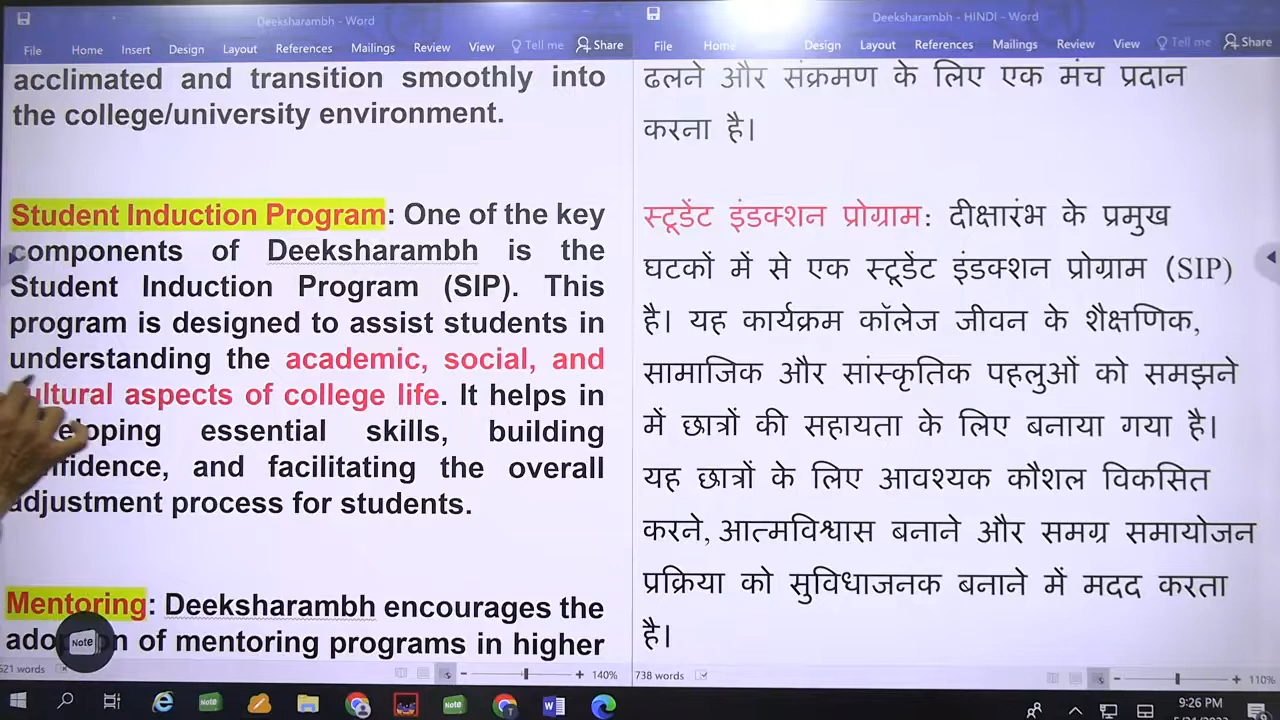 Deeksharambh - Word
File Home Insert Design Layout References Mailings Review View Tell me Share
acclimated and transition smoothly into
the college/university environment.
Student Induction Program: One of the key
components of Deeksharambh is the
Student Induction Program (SIP). This
program is designed to assist students in
understanding the academic, social, and
cultural aspects of college life. It helps in
essential skills, building
and facilitating the overall
adjustment process for students.
Mentoring: Deeksharambh encourages the
of mentoring programs in higher
Note
621 words
140%
Deeksharambh - HINDI - Word
File Home Design Layout References Mailings Review View Tell me Share
ढलने और संक्रमण के लिए एक मंच प्रदान
करना है।
स्टूडेंट इंडक्शन प्रोग्राम: दीक्षारंभ के प्रमुख
घटकों में से एक स्टूडेंट इंडक्शन प्रोग्राम (SIP)
है। यह कार्यक्रम कॉलेज जीवन के शैक्षणिक,
सामाजिक और सांस्कृतिक पहलुओं को समझने
में छात्रों की सहायता के लिए बनाया गया है।
यह छात्रों के लिए आवश्यक कौशल विकसित
करने, आत्मविश्वास बनाने और समग्र समायोजन
प्रक्रिया को सुविधाजनक बनाने में मदद करता
है।
738 words
110%
Note
Note
9:26 PM